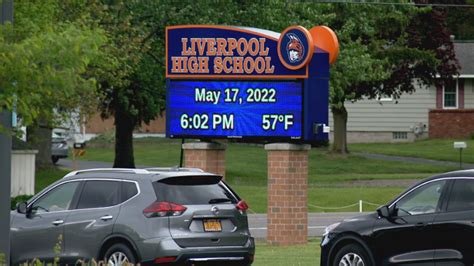 LIVERPOOL
HIGH SCHOOL
May 17, 2022
6:02 PM 57°F